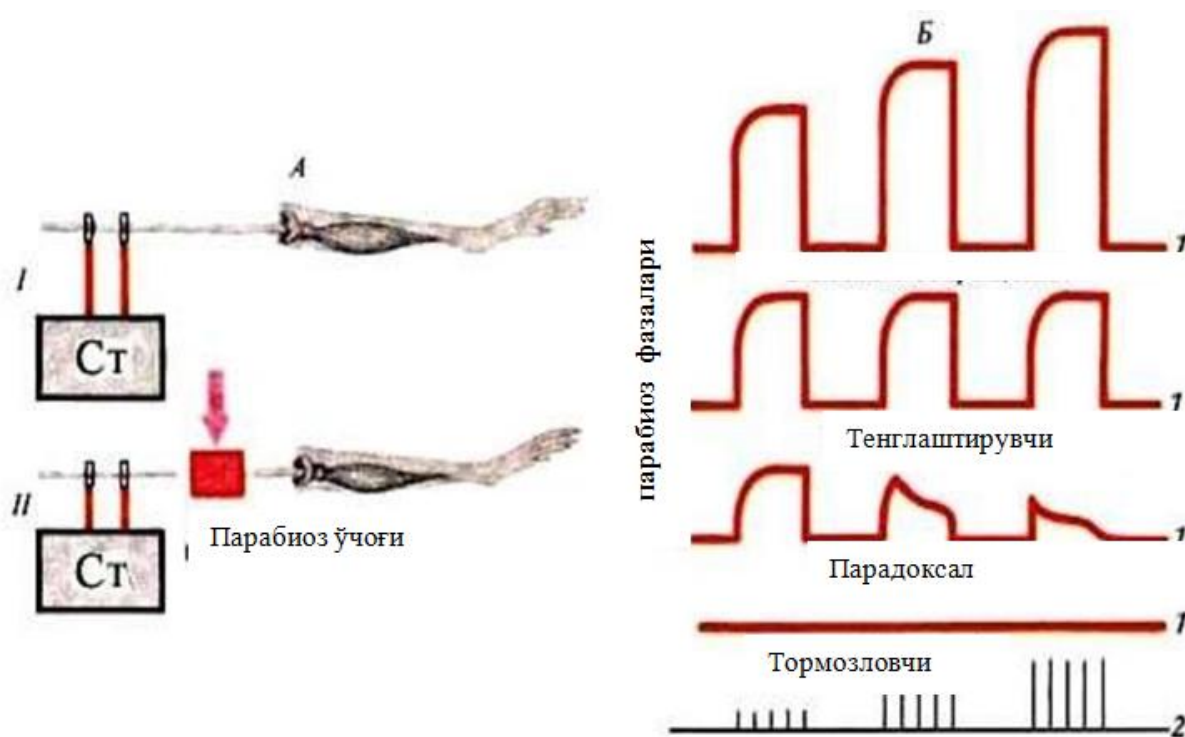 А
Б
I
Ст
II
Ст
Парабиоз ўчоғи
парабиоз фазалари
1
1
Тенглаштирувчи
1
Парадоксал
1
Тормозловчи
2